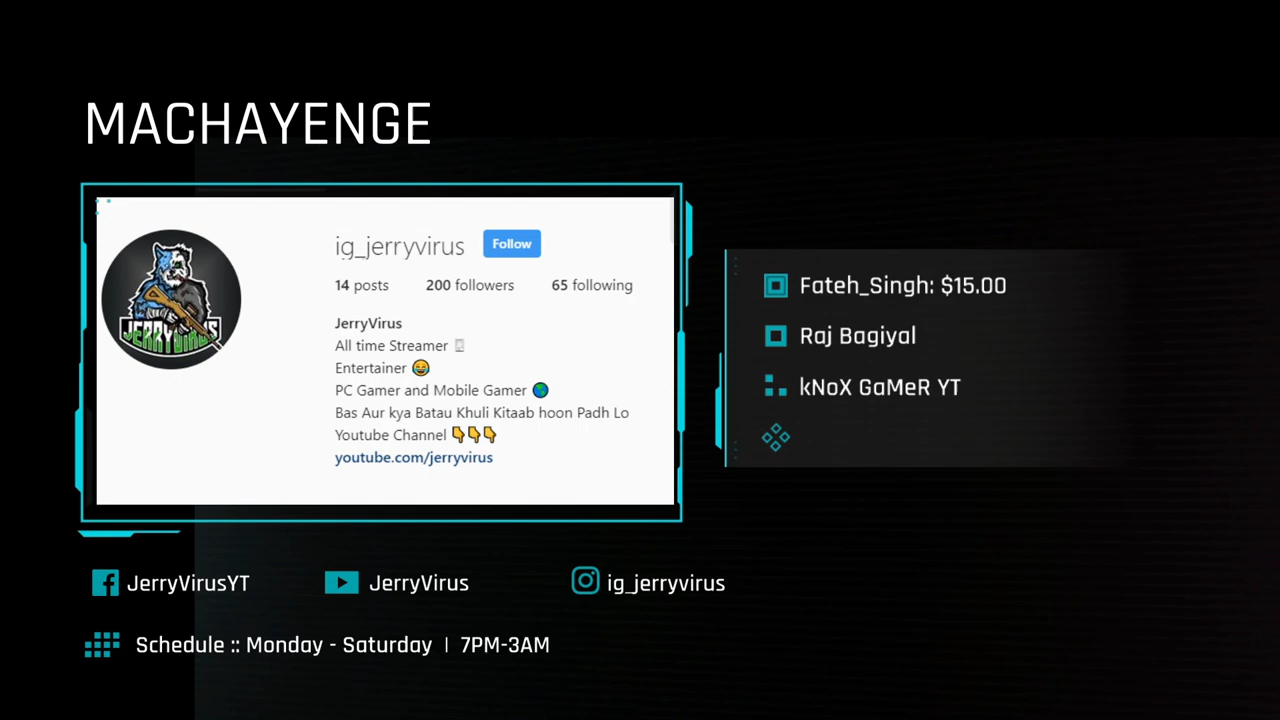 MACHAYENGE
ig_jerryvirus Follow
14 posts 200 followers 65 following
JerryVirus
All time Streamer
Entertainer 😂
PC Gamer and Mobile Gamer 🌎
Bas Aur kya Batau Khuli Kitaab hoon Padh Lo
Youtube Channel 👇👇👇
youtube.com/jerryvirus
JERRYVIRUS
Fateh_Singh: $15.00
Raj Bagiyal
kNoX GaMeR YT
JerryVirusYT JerryVirus ig_jerryvirus
Schedule :: Monday - Saturday | 7PM-3AM